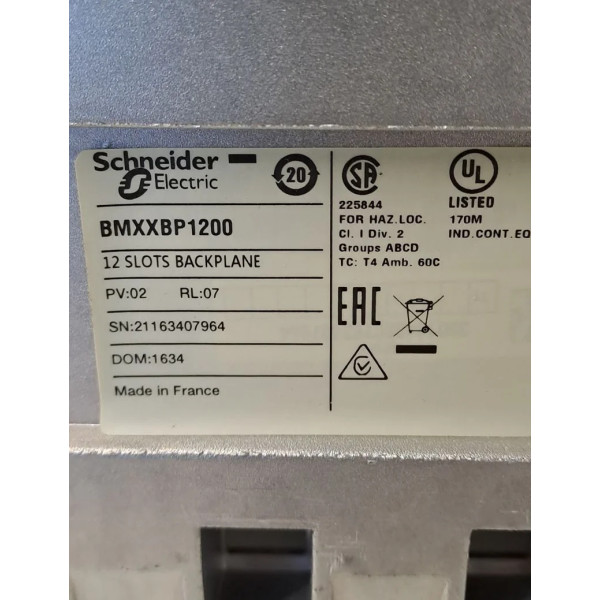 Schneider
Electric
20
BMXXBP1200
12 SLOTS BACKPLANE
PV:02 RL:07
SN:21163407964
DOM:1634
Made in France
SA
225844
FOR HAZ.LOC.
Cl. I Div. 2
Groups ABCD
TC: T4 Amb. 60C
UL
LISTED
170M
IND.CONT.EQ
EAC